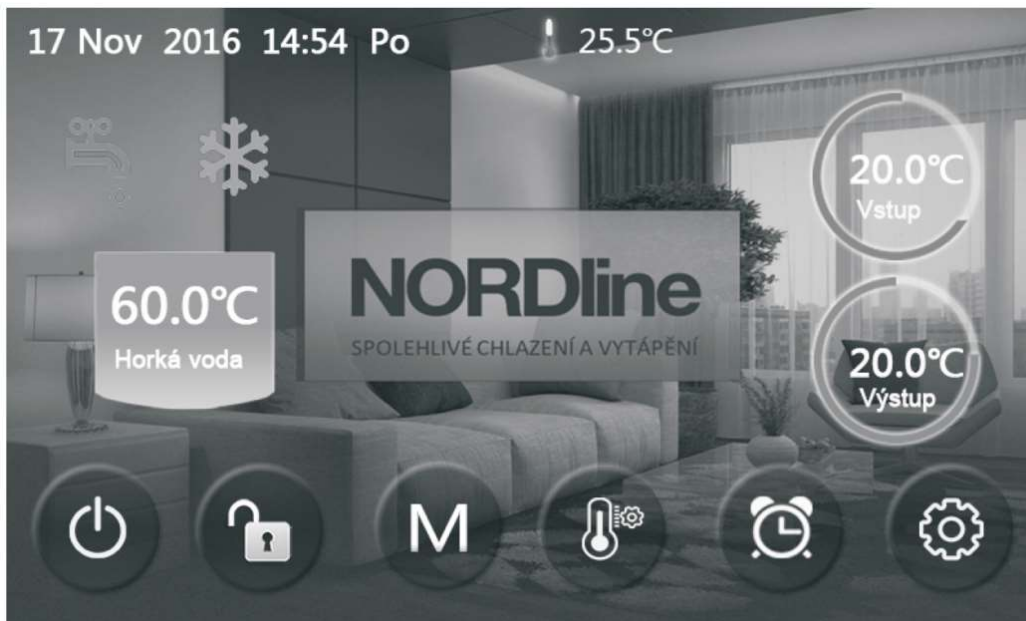 17 Nov 2016 14:54 Po
25.5℃
20.0℃
Vstup
60.0℃
Horká voda
NORDline
SPOLEHLIVÉ CHLAZENÍ A VYTÁPĚNÍ
20.0℃
Výstup
M